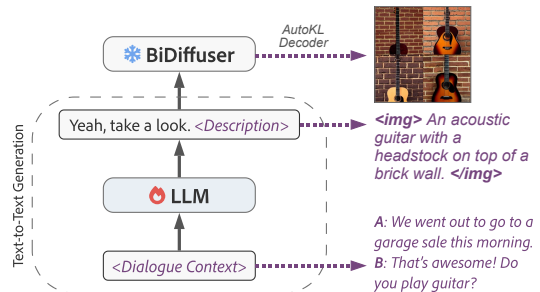 AutoKL
Decoder
BiDiffuser
Text-to-Text Generation
Yeah, take a look. <Description>
<img> An acoustic
guitar with a
headstock on top of a
brick wall. </img>
LLM
<Dialogue Context>
A: We went out to go to a
garage sale this morning.
B: That's awesome! Do
you play guitar?